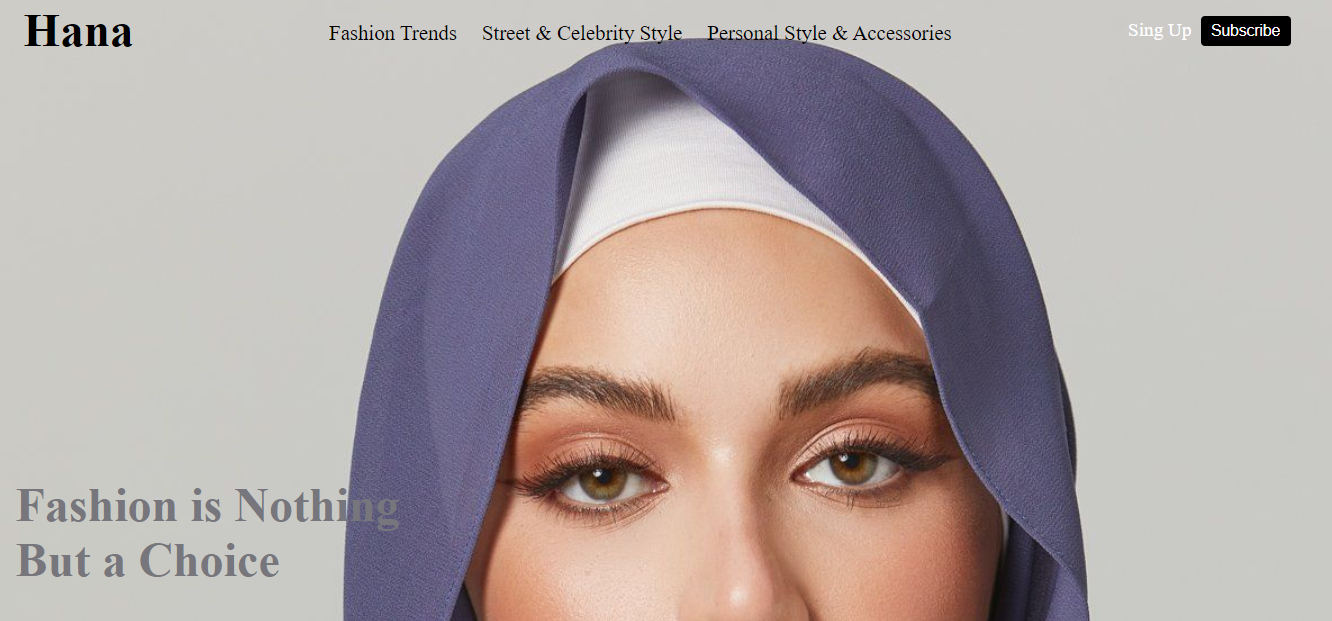 Hana
Fashion Trends Street & Celebrity Style Personal Style & Accessories
Sing Up Subscribe
Fashion is Nothing
But a Choice